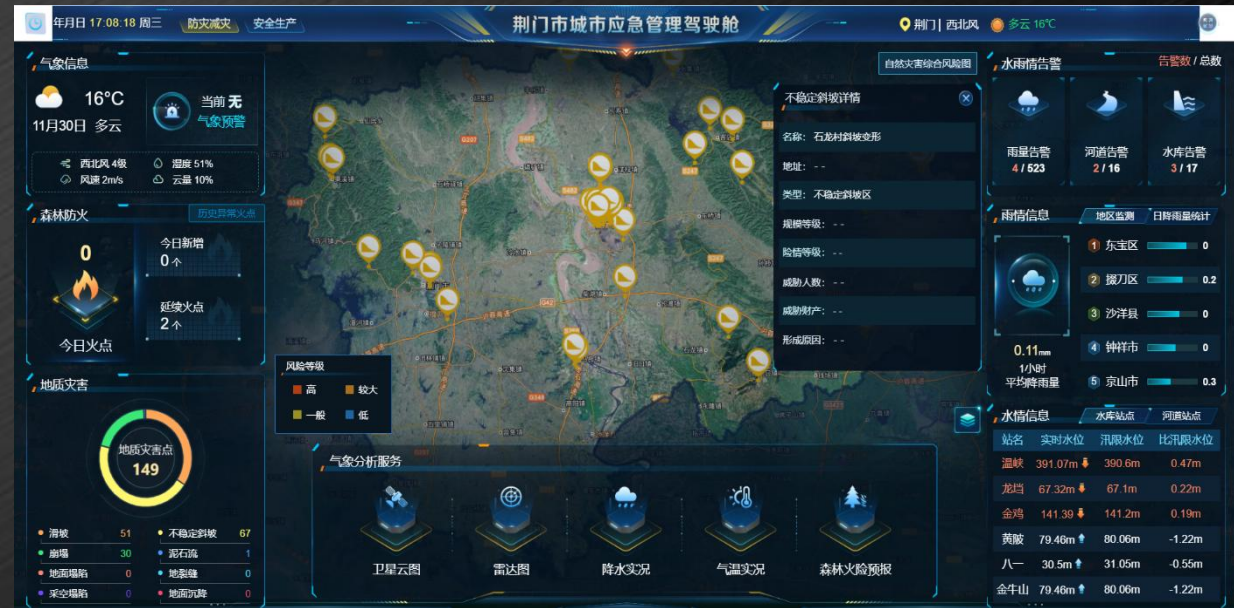 年月日 17:08:18 周三 防灾减灾 安全生产
荆门市城市应急管理驾驶舱
荆门 | 西北风 多云 16℃
气象信息
16°C
11月30日 多云
当前 无
气象预警
西北风 4级 湿度 51%
风速 2m/s 云量 10%
森林防火 历史异常火点
0
今日火点
今日新增
0个
延续火点
2个
地质灾害
地质灾害点
149
滑坡 51 不稳定斜坡 67
崩塌 30 泥石流 1
地面塌陷 0 地裂缝 0
采空塌陷 0 地面沉降 0
自然灾害综合风险图
不稳定斜坡详情
名称: 石龙村斜坡变形
地址: - -
类型: 不稳定斜坡区
规模等级: - -
险情等级: - -
威胁人数: - -
威胁财产: - -
形成原因: - -
风险等级
高 较大
一般 低
气象分析服务
卫星云图 雷达图 降水实况 气温实况 森林火险预报
水雨情告警 告警数 / 总数
雨量告警 河道告警 水库告警
4 / 523 2 / 16 3 / 17
雨情信息 地区监测 日降雨量统计
0.11mm
1小时
平均降雨量
1 东宝区 0
2 掇刀区 0.2
3 沙洋县 0
4 钟祥市 0
5 京山市 0.3
水情信息 水库站点 河道站点
站名 实时水位 汛限水位 比汛限水位
温峡 391.07m 390.6m 0.47m
龙垱 67.32m 67.1m 0.22m
金鸡 141.39 141.2m 0.19m
黄陂 79.46m 80.06m -1.22m
八一 30.5m 31.05m -0.55m
金牛山 79.46m 80.06m -1.22m